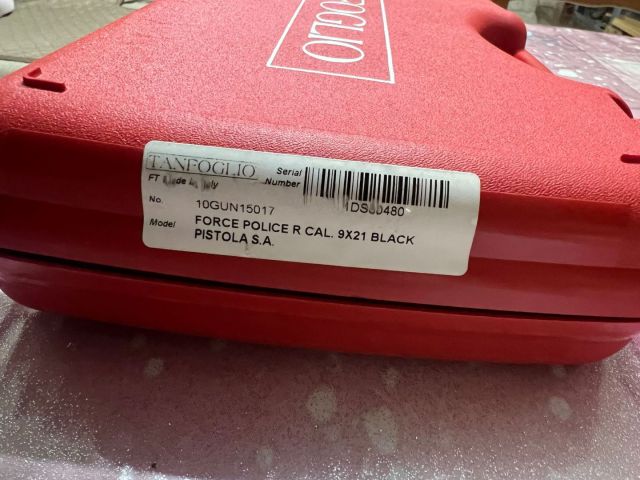 TANFOGLIO
FT Made in Italy
Serial Number
No. 10GUN15017
Model FORCE POLICE R CAL. 9X21 BLACK
PISTOLA S.A.